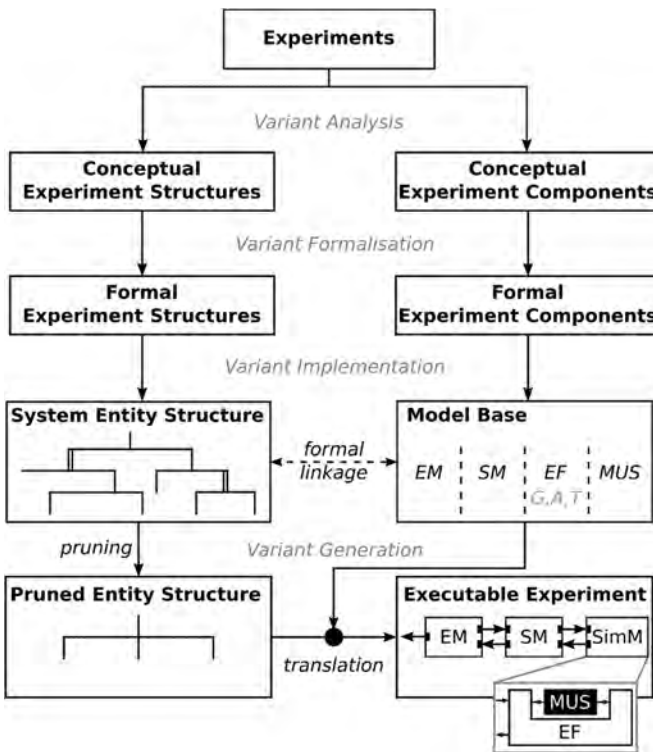 Experiments
Variant Analysis
Conceptual
Experiment Structures
Conceptual
Experiment Components
Variant Formalisation
Formal
Experiment Structures
Formal
Experiment Components
Variant Implementation
System Entity Structure
Model Base
formal
linkage
EM
SM
EF
MUS
G,A,T
pruning
Variant Generation
Pruned Entity Structure
Executable Experiment
EM
SM
SimM
translation
MUS
EF